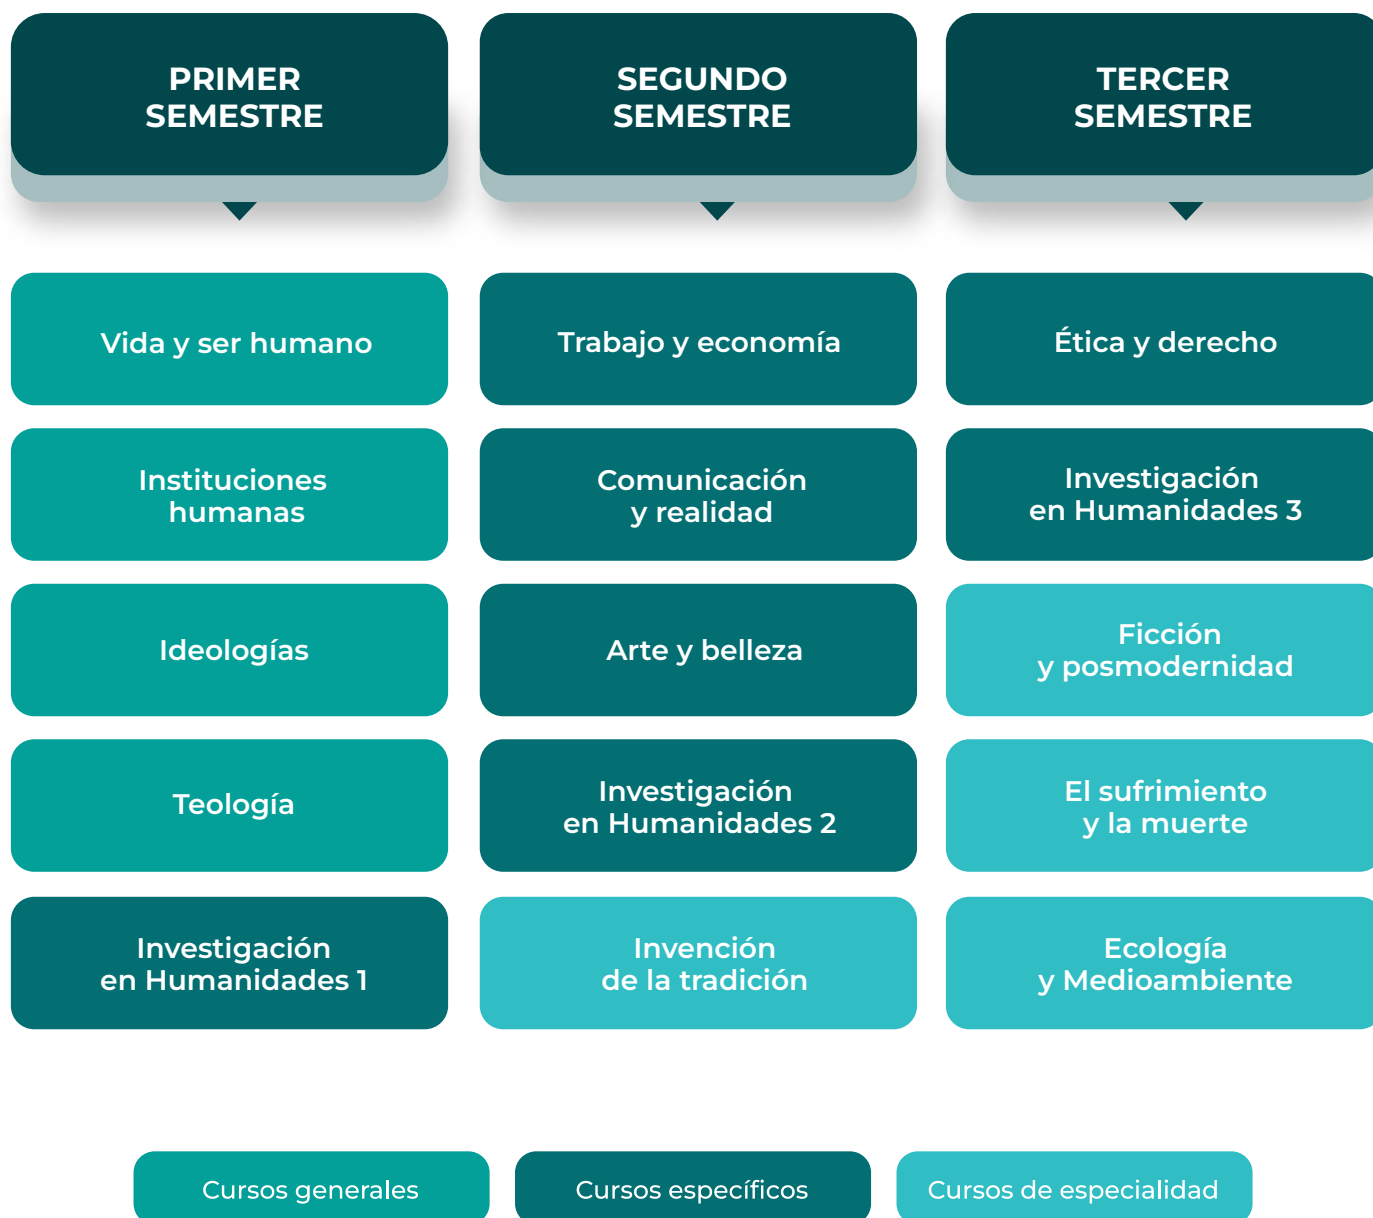 PRIMER
SEMESTRE
SEGUNDO
SEMESTRE
TERCER
SEMESTRE
Vida y ser humano
Trabajo y economía
Ética y derecho
Instituciones
humanas
Comunicación
y realidad
Investigación
en Humanidades 3
Ideologías
Arte y belleza
Ficción
y posmodernidad
Teología
Investigación
en Humanidades 2
El sufrimiento
y la muerte
Investigación
en Humanidades 1
Invención
de la tradición
Ecología
y Medioambiente
Cursos generales
Cursos específicos
Cursos de especialidad